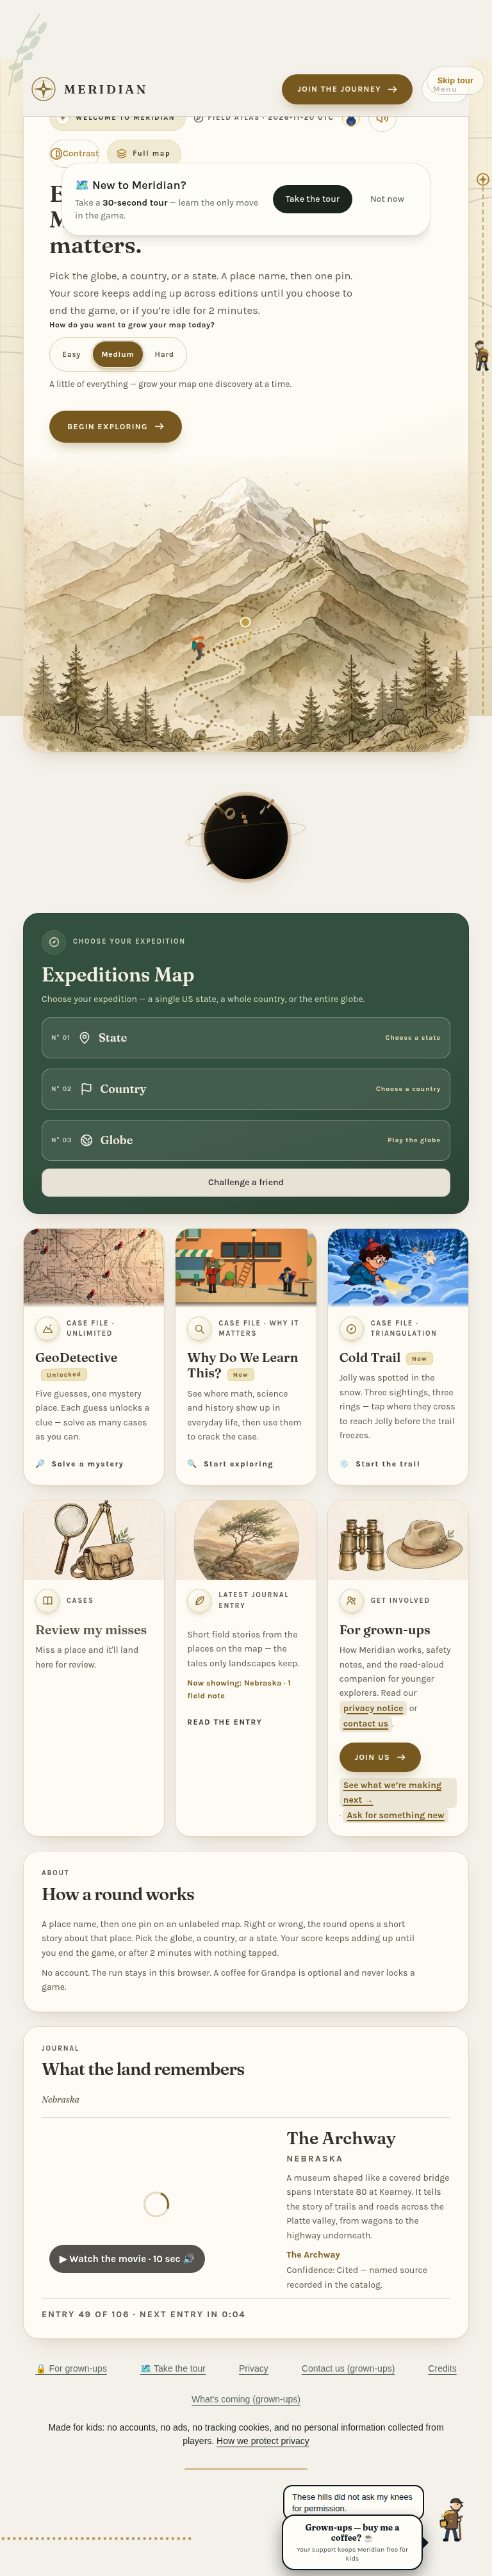 Skip tour
MERIDIAN
JOIN THE JOURNEY →
Menu
WELCOME TO MERIDIAN
FIELD ATLAS · 2026-11-20 UTC
Contrast
Full map
🗺️ New to Meridian?
Take a 30-second tour — learn the only move
in the game.
Take the tour
Not now
matters.
Pick the globe, a country, or a state. A place name, then one pin.
Your score keeps adding up across editions until you choose to
end the game, or if you're idle for 2 minutes.
How do you want to grow your map today?
Easy
Medium
Hard
A little of everything — grow your map one discovery at a time.
BEGIN EXPLORING →
CHOOSE YOUR EXPEDITION
Expeditions Map
Choose your expedition — a single US state, a whole country, or the entire globe.
N° 01 State Choose a state
N° 02 Country Choose a country
N° 03 Globe Play the globe
Challenge a friend
CASE FILE ·
UNLIMITED
GeoDetective
Unlocked
Five guesses, one mystery
place. Each guess unlocks a
clue — solve as many cases
as you can.
🔎 Solve a mystery
CASE FILE · WHY IT
MATTERS
Why Do We Learn
This? New
See where math, science
and history show up in
everyday life, then use them
to crack the case.
🔍 Start exploring
CASE FILE ·
TRIANGULATION
Cold Trail New
Jolly was spotted in the
snow. Three sightings, three
rings — tap where they cross
to reach Jolly before the trail
freezes.
❄️ Start the trail
CASES
Review my misses
Miss a place and it'll land
here for review.
LATEST JOURNAL
ENTRY
Short field stories from the
places on the map — the
tales only landscapes keep.
Now showing: Nebraska · 1
field note
READ THE ENTRY
GET INVOLVED
For grown-ups
How Meridian works, safety
notes, and the read-aloud
companion for younger
explorers. Read our
privacy notice or
contact us.
JOIN US →
See what we're making
next →
· Ask for something new
ABOUT
How a round works
A place name, then one pin on an unlabeled map. Right or wrong, the round opens a short
story about that place. Pick the globe, a country, or a state. Your score keeps adding up until
you end the game, or after 2 minutes with nothing tapped.
No account. The run stays in this browser. A coffee for Grandpa is optional and never locks a
game.
JOURNAL
What the land remembers
Nebraska
▶ Watch the movie · 10 sec 🔊
The Archway
NEBRASKA
A museum shaped like a covered bridge
spans Interstate 80 at Kearney. It tells
the story of trails and roads across the
Platte valley, from wagons to the
highway underneath.
The Archway
Confidence: Cited — named source
recorded in the catalog.
ENTRY 49 OF 106 · NEXT ENTRY IN 0:04
🔒 For grown-ups
🗺️ Take the tour
Privacy
Contact us (grown-ups)
Credits
What's coming (grown-ups)
Made for kids: no accounts, no ads, no tracking cookies, and no personal information collected from
players. How we protect privacy
These hills did not ask my knees
for permission.
Grown-ups — buy me a
coffee? ☕
Your support keeps Meridian free for
kids